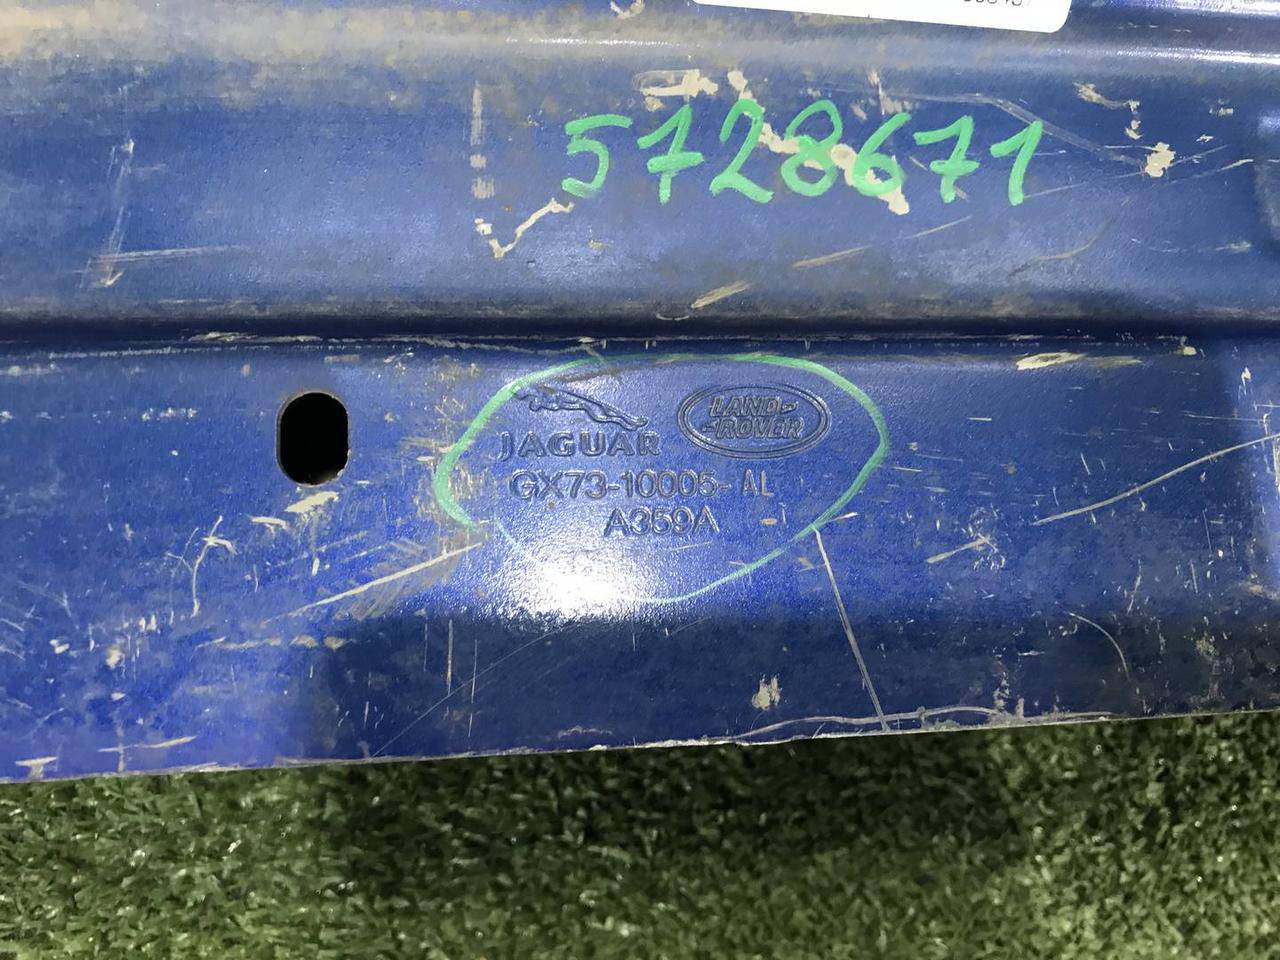 5728671
JAGUAR
LAND-
-ROVER
GX73-10005-AL
A359A